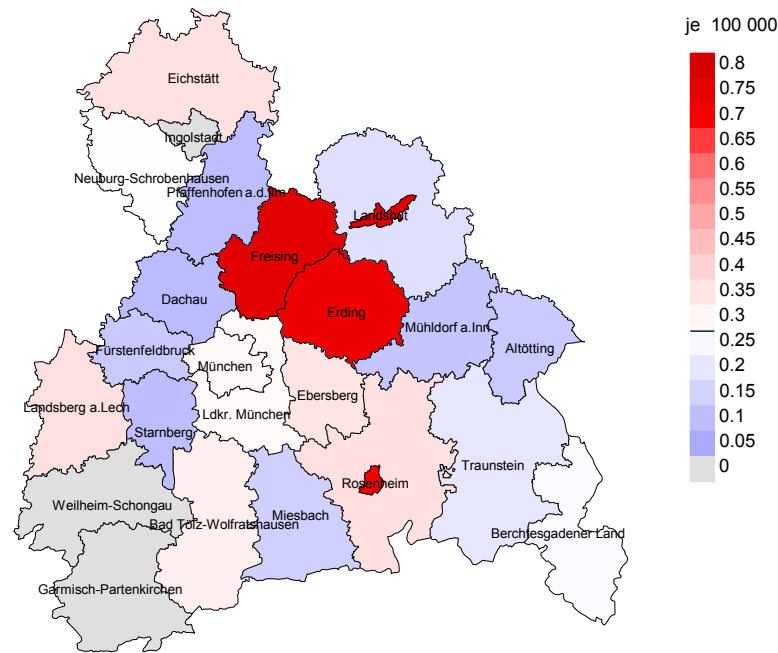 je 100 000
0.8
0.75
0.7
0.65
0.6
0.55
0.5
0.45
0.4
0.35
0.3
0.25
0.2
0.15
0.1
0.05
0
Eichstätt
Ingolstadt
Neuburg-Schrobenhausen
Pfaffenhofen a.d.Ilm
Landshut
Freising
Dachau
Erding
Mühldorf a.Inn
Altötting
Fürstenfeldbruck
München
Ebersberg
Landsberg a.Lech
Ldkr. München
Starnberg
Traunstein
Rosenheim
Weilheim-Schongau
Miesbach
Bad Tölz-Wolfratshausen
Berchtesgadener Land
Garmisch-Partenkirchen